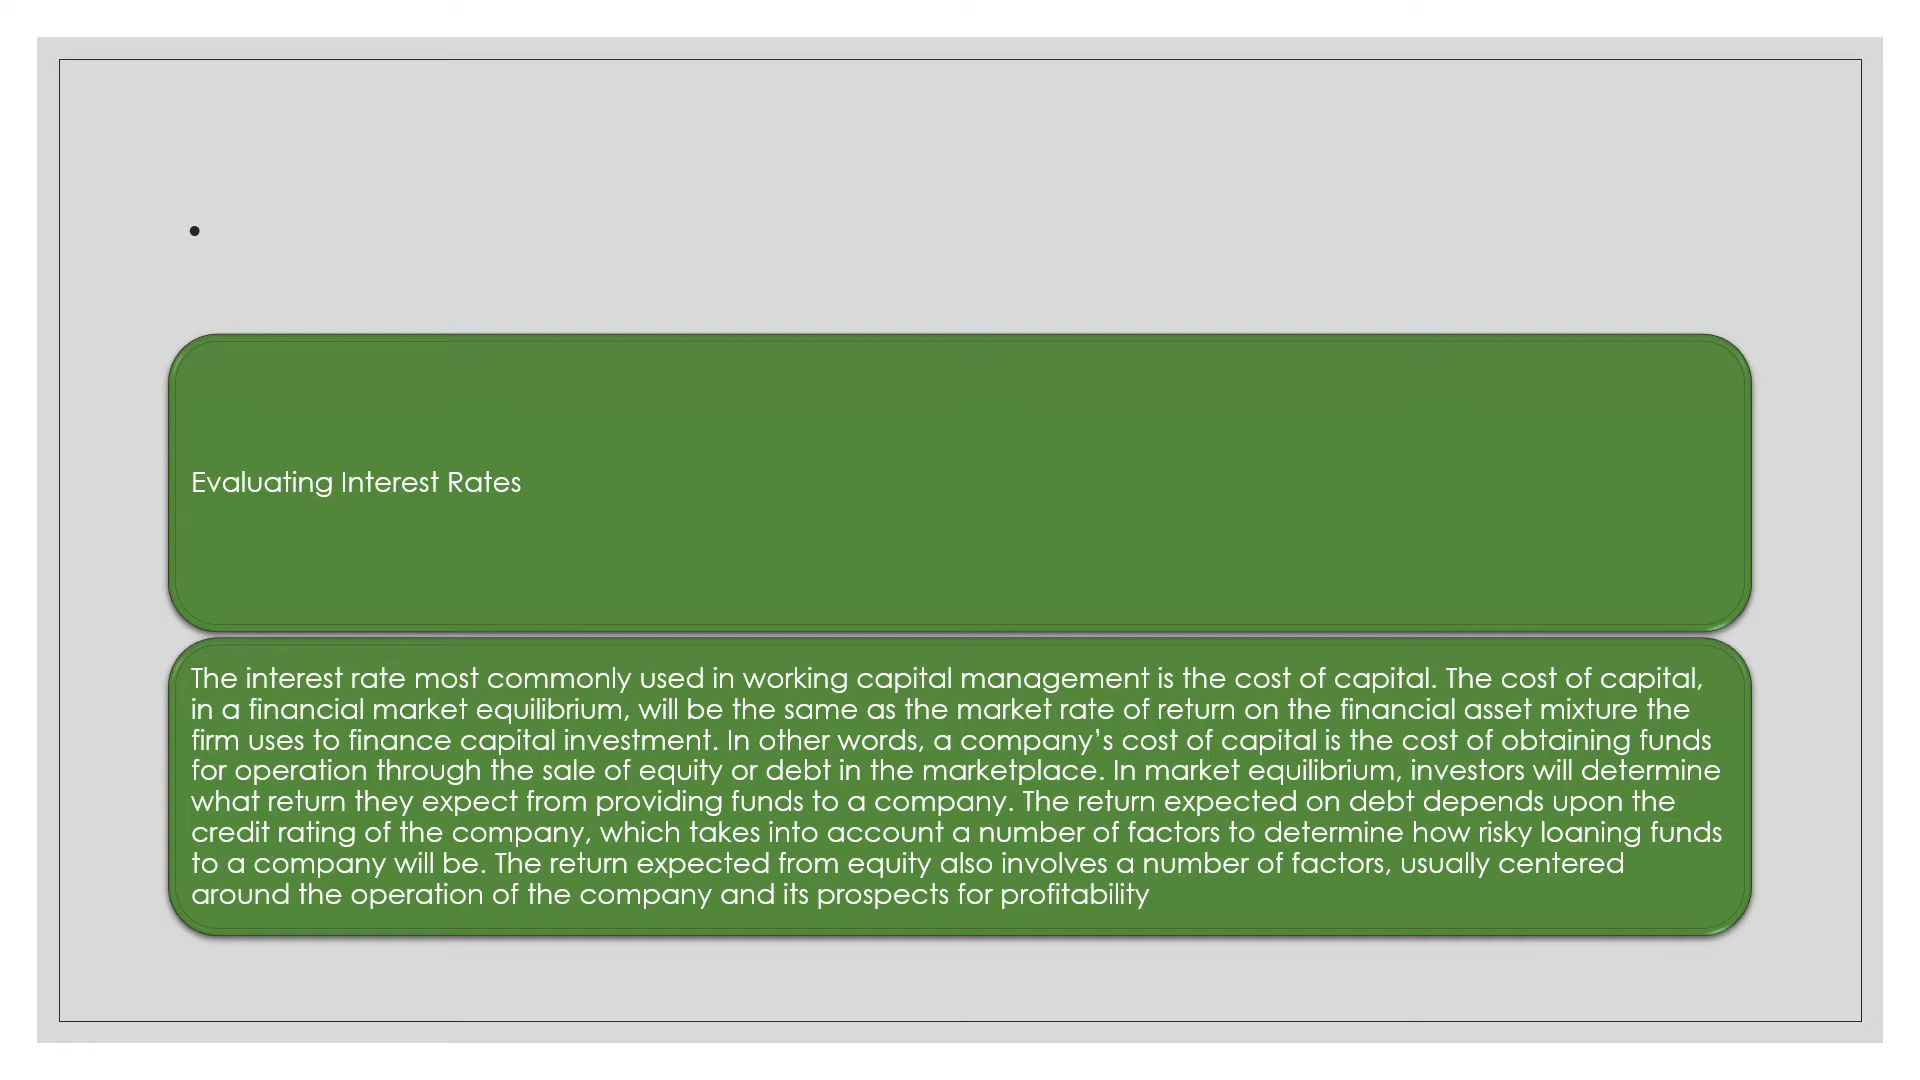 •
Evaluating Interest Rates
The interest rate most commonly used in working capital management is the cost of capital. The cost of capital,
in a financial market equilibrium, will be the same as the market rate of return on the financial asset mixture the
firm uses to finance capital investment. In other words, a company’s cost of capital is the cost of obtaining funds
for operation through the sale of equity or debt in the marketplace. In market equilibrium, investors will determine
what return they expect from providing funds to a company. The return expected on debt depends upon the
credit rating of the company, which takes into account a number of factors to determine how risky loaning funds
to a company will be. The return expected from equity also involves a number of factors, usually centered
around the operation of the company and its prospects for profitability